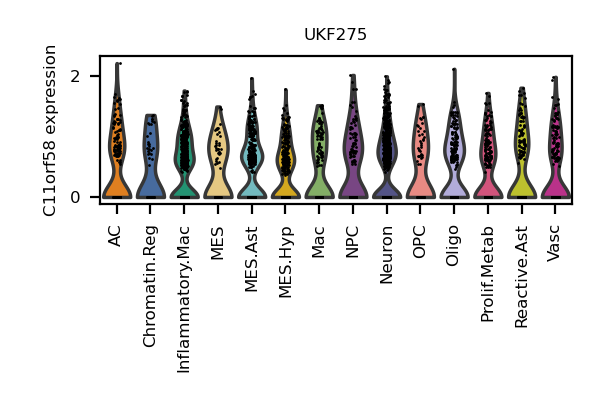 UKF275
C11orf58 expression
2
0
AC
Chromatin.Reg
Inflammatory.Mac
MES
MES.Ast
MES.Hyp
Mac
NPC
Neuron
OPC
Oligo
Prolif.Metab
Reactive.Ast
Vasc